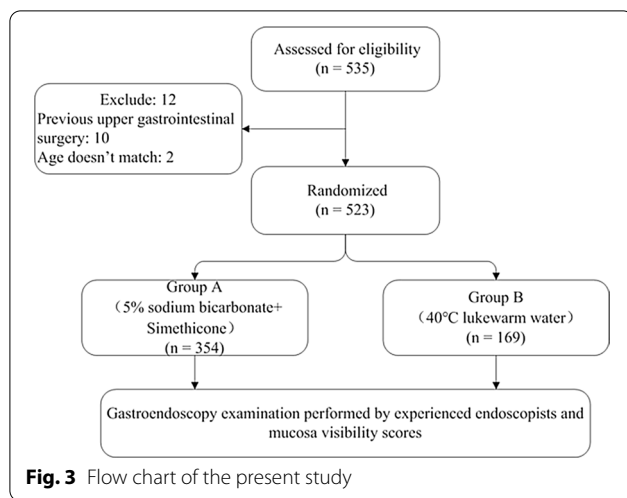 Assessed for eligibility
(n = 535)
Exclude: 12
Previous upper gastrointestinal
surgery: 10
Age doesn't match: 2
Randomized
(n = 523)
Group A
（5% sodium bicarbonate+
Simethicone）
(n = 354)
Group B
（40℃ lukewarm water）
(n = 169)
Gastroendoscopy examination performed by experienced endoscopists and
mucosa visibility scores
Fig. 3 Flow chart of the present study